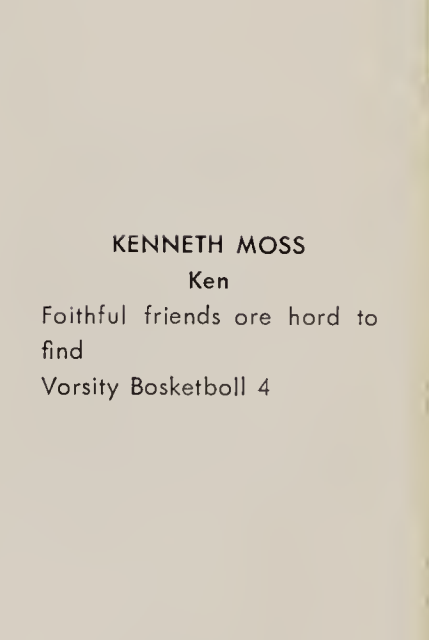 KENNETH MOSS
Ken
Foithful friends ore hord to
find
Vorsity Bosketboll 4